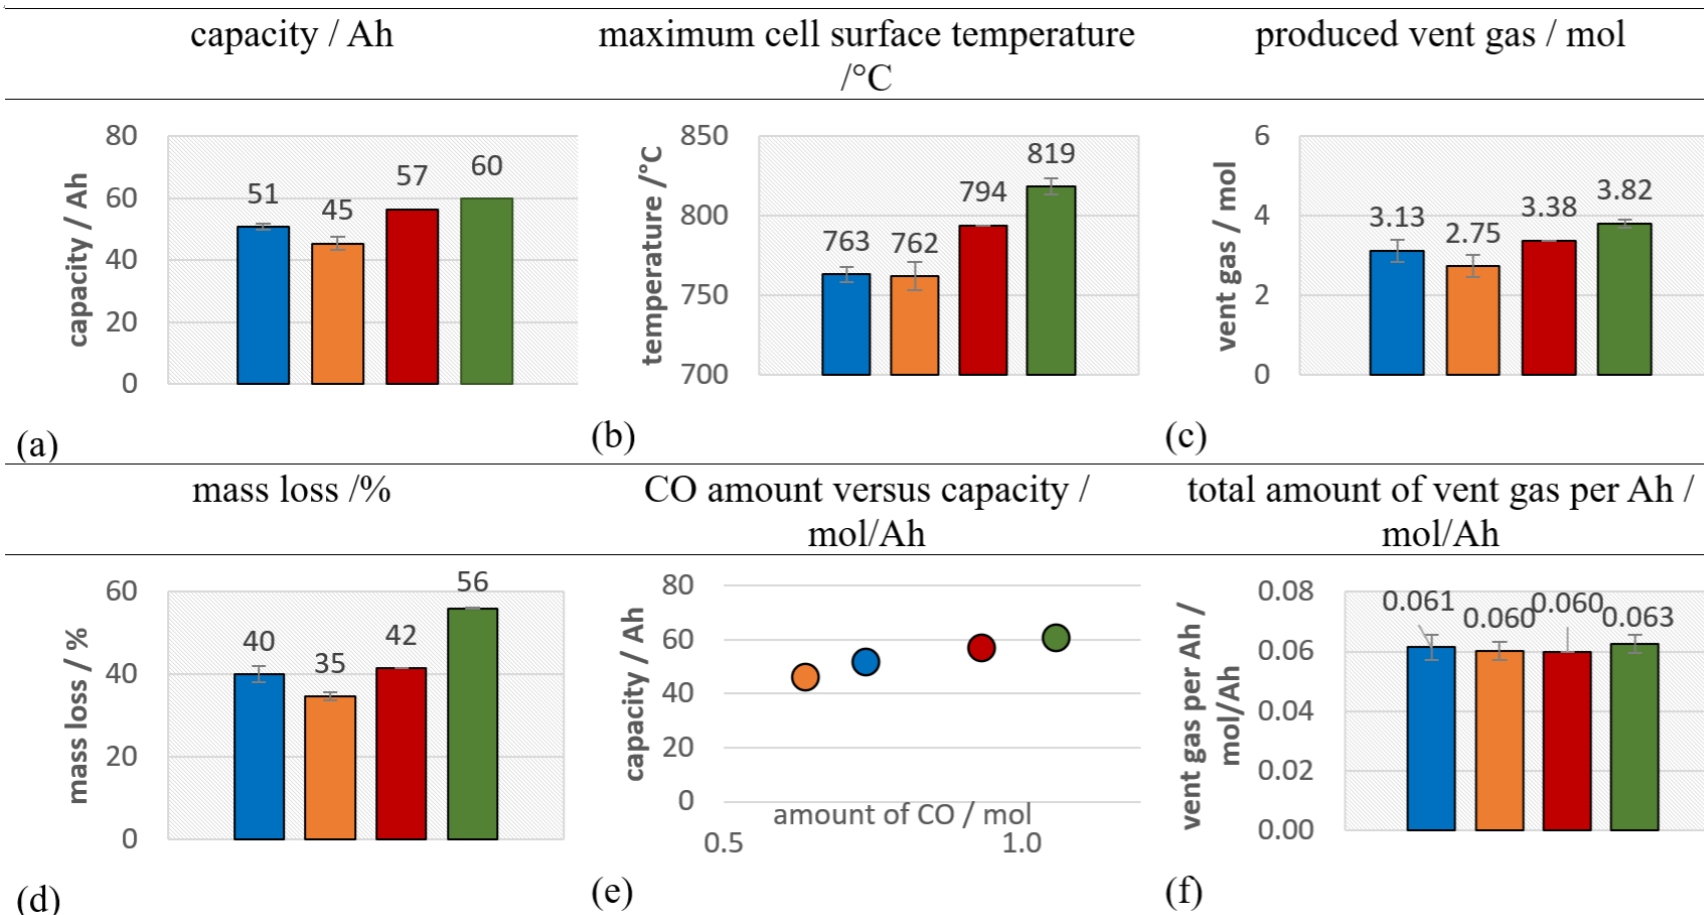 capacity / Ah
maximum cell surface temperature
/°C
produced vent gas / mol
80
60
40
20
0
capacity / Ah
51
45
57
60
(a)
850
800
750
700
temperature /°C
763
762
794
819
(b)
6
4
2
0
vent gas / mol
3.13
2.75
3.38
3.82
(c)
mass loss /%
CO amount versus capacity /
mol/Ah
total amount of vent gas per Ah /
mol/Ah
60
40
20
0
mass loss / %
40
35
42
56
(d)
80
60
40
20
0
capacity / Ah
amount of CO / mol
0.5
1.0
(e)
0.08
0.06
0.04
0.02
0.00
vent gas per Ah /
mol/Ah
0.061
0.060
0.060
0.063
(f)